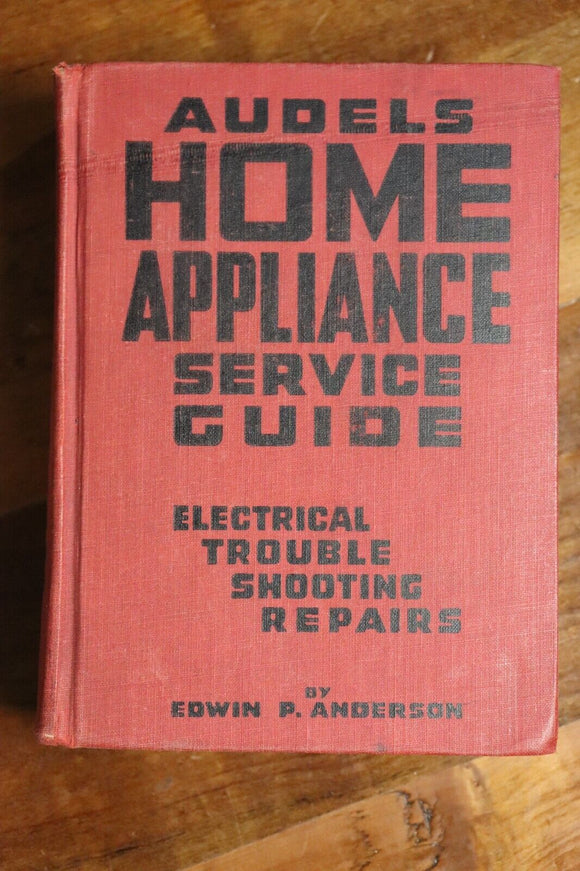 AUDELS
HOME
APPLIANCE
SERVICE
GUIDE
ELECTRICAL
TROUBLE
SHOOTING
REPAIRS
BY
EDWIN P. ANDERSON